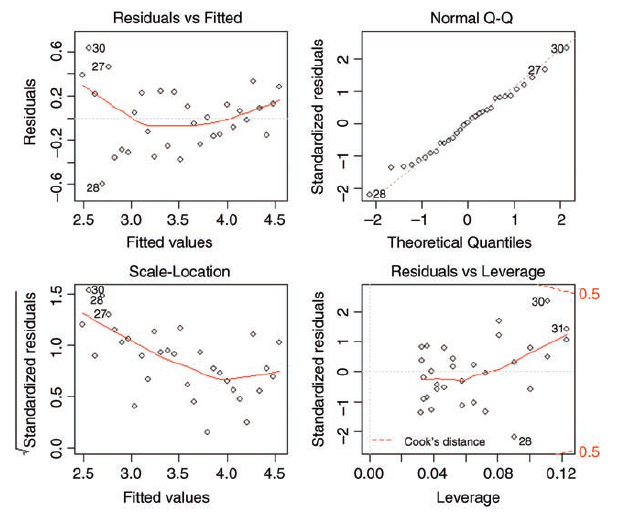 Residuals vs Fitted
Residuals
0.6
0.2
−0.2
−0.6
30
27
28
2.5 3.0 3.5 4.0 4.5
Fitted values
Normal Q-Q
Standardized residuals
2
1
0
−1
−2
30
27
28
−2 −1 0 1 2
Theoretical Quantiles
Scale-Location
√Standardized residuals
1.5
1.0
0.5
0.0
30
28
27
2.5 3.0 3.5 4.0 4.5
Fitted values
Residuals vs Leverage
Standardized residuals
2
1
0
−1
−2
30
31
28
0.5
0.5
Cook's distance
0.00 0.04 0.08 0.12
Leverage